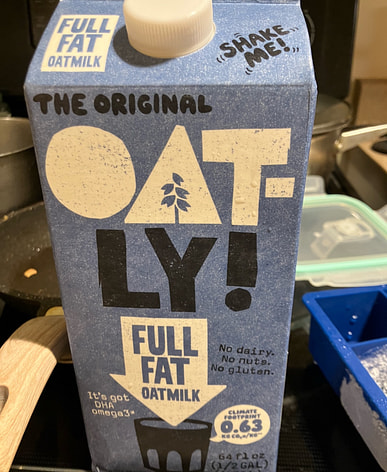 FULL
FAT
OATMILK
SHAKE
ME!
THE ORIGINAL
OAT-
LY!
FULL
FAT
OATMILK
No dairy.
No nuts.
No gluten.
It's got
DHA
omega3*
CLIMATE
FOOTPRINT
0.63
64 fl oz
(1/2 GAL)